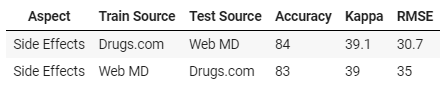 Aspect Train Source Test Source Accuracy Kappa RMSE
Side Effects Drugs.com Web MD 84 39.1 30.7
Side Effects Web MD Drugs.com 83 39 35